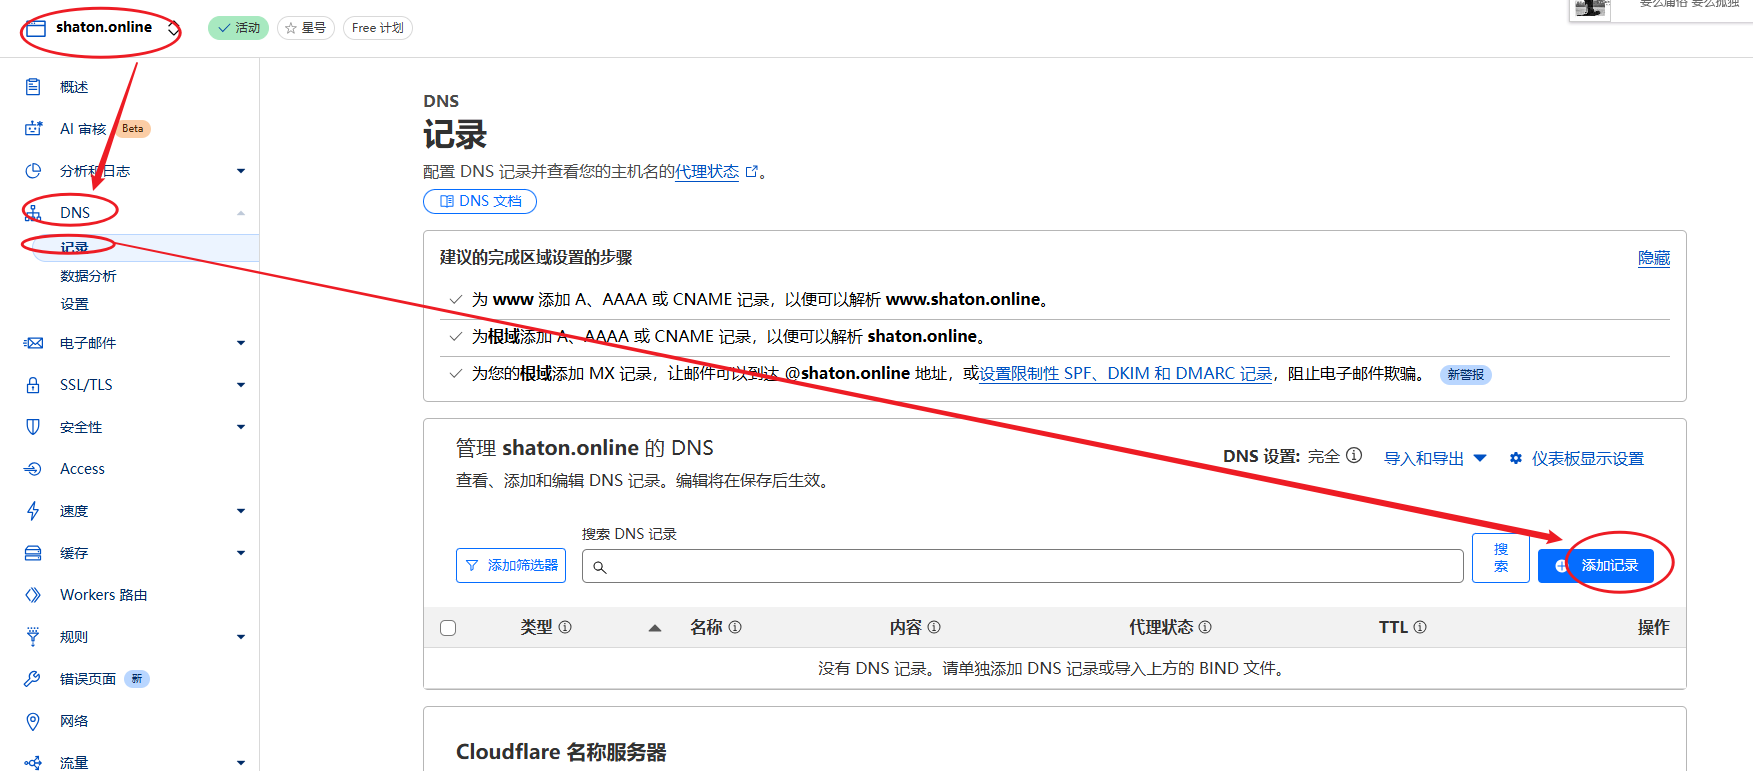 shaton.online
活动
星号
Free 计划
要么庸俗 要么孤独
概述
AI 审核 Beta
分析和日志
DNS
记录
数据分析
设置
电子邮件
SSL/TLS
安全性
Access
速度
缓存
Workers 路由
规则
错误页面 新
网络
流量
DNS
记录
配置 DNS 记录并查看您的主机名的代理状态。
DNS 文档
建议的完成区域设置的步骤
隐藏
为 www 添加 A、AAAA 或 CNAME 记录，以便可以解析 www.shaton.online。
为根域添加 A、AAAA 或 CNAME 记录，以便可以解析 shaton.online。
为您的根域添加 MX 记录，让邮件可以到达 @shaton.online 地址，或设置限制性 SPF、DKIM 和 DMARC 记录，阻止电子邮件欺骗。 新警报
管理 shaton.online 的 DNS
查看、添加和编辑 DNS 记录。编辑将在保存后生效。
DNS 设置: 完全
导入和导出
仪表板显示设置
搜索 DNS 记录
添加筛选器
搜
索
添加记录
类型 名称 内容 代理状态 TTL 操作
没有 DNS 记录。请单独添加 DNS 记录或导入上方的 BIND 文件。
Cloudflare 名称服务器